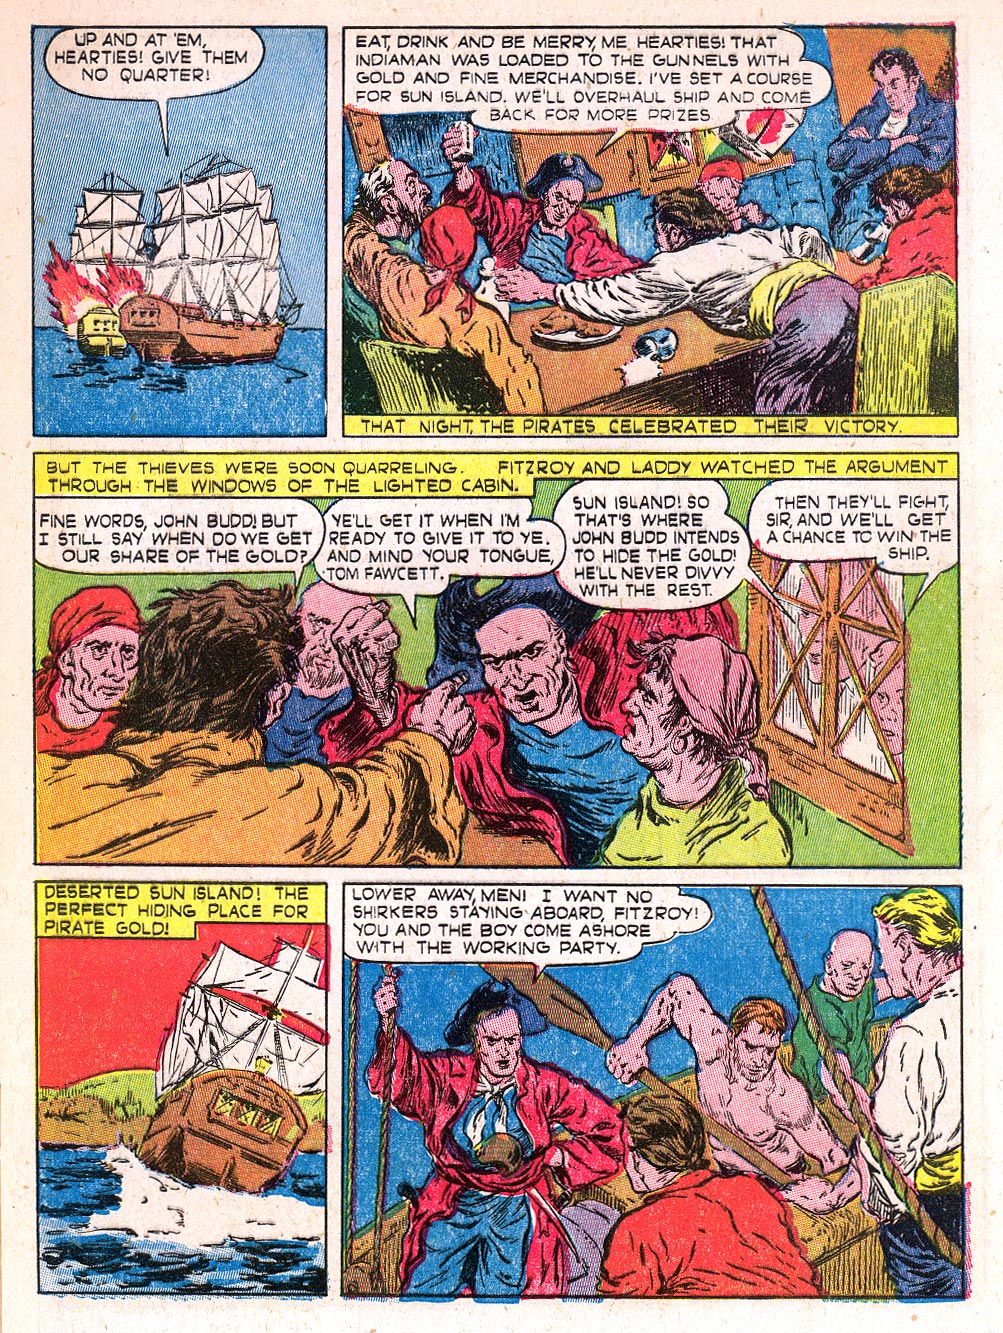 UP AND AT 'EM,
HEARTIES! GIVE THEM
NO QUARTER!
EAT, DRINK AND BE MERRY, ME HEARTIES! THAT
INDIAMAN WAS LOADED TO THE GUNNELS WITH
GOLD AND FINE MERCHANDISE. I'VE SET A COURSE
FOR SUN ISLAND. WE'LL OVERHAUL SHIP AND COME
BACK FOR MORE PRIZES.
THAT NIGHT, THE PIRATES CELEBRATED THEIR VICTORY.
BUT THE THIEVES WERE SOON QUARRELING. FITZROY AND LADDY WATCHED THE ARGUMENT
THROUGH THE WINDOWS OF THE LIGHTED CABIN.
FINE WORDS, JOHN BUDD! BUT
I STILL SAY, WHEN DO WE GET
OUR SHARE OF THE GOLD?
YE'LL GET IT WHEN I'M
READY TO GIVE IT TO YE.
AND MIND YOUR TONGUE,
TOM FAWCETT.
SUN ISLAND! SO
THAT'S WHERE
JOHN BUDD INTENDS
TO HIDE THE GOLD!
HE'LL NEVER DIVVY
WITH THE REST.
THEN THEY'LL FIGHT,
SIR, AND WE'LL GET
A CHANCE TO WIN THE
SHIP.
DESERTED SUN ISLAND! THE
PERFECT HIDING PLACE FOR
PIRATE GOLD!
LOWER AWAY, MEN! I WANT NO
SHIRKERS STAYING ABOARD, FITZROY!
YOU AND THE BOY COME ASHORE
WITH THE WORKING PARTY.